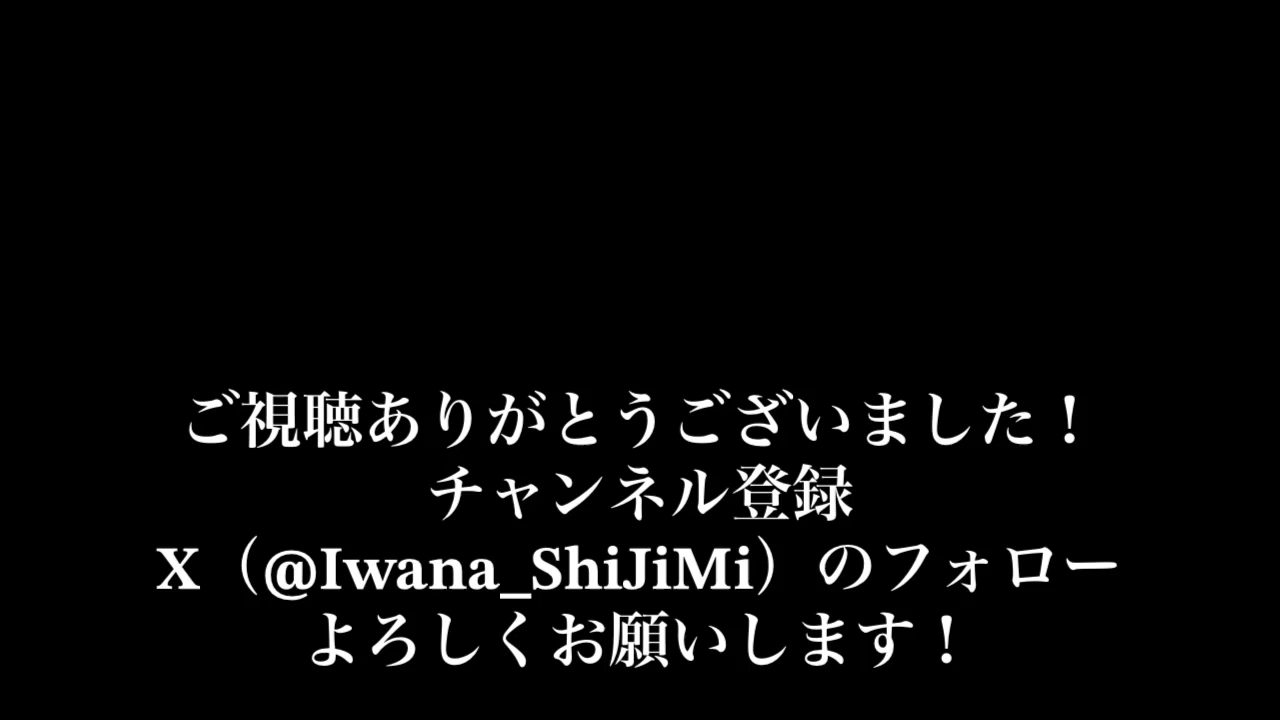 ご視聴ありがとうございました！
チャンネル登録
X（@Iwana_ShiJiMi）のフォロー
よろしくお願いします！